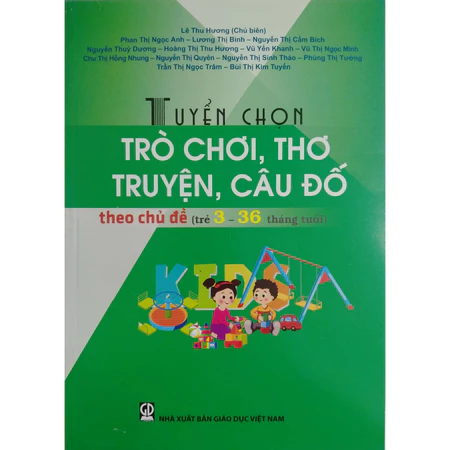 Lê Thu Hương (Chủ biên)
Phan Thị Ngọc Anh – Lương Thị Bình – Nguyễn Thị Cẩm Bích
Nguyễn Thuỳ Dương – Hoàng Thị Thu Hương – Vũ Yến Khanh – Vũ Thị Ngọc Minh
Chu Thị Hồng Nhung – Nguyễn Thị Quyên – Nguyễn Thị Sinh Thảo – Phùng Thị Tường
Trần Thị Ngọc Trâm – Bùi Thị Kim Tuyến
TUYỂN CHỌN
TRÒ CHƠI, THƠ
TRUYỆN, CÂU ĐỐ
theo chủ đề (trẻ 3 – 36 tháng tuổi)
KIDS
GD
NHÀ XUẤT BẢN GIÁO DỤC VIỆT NAM